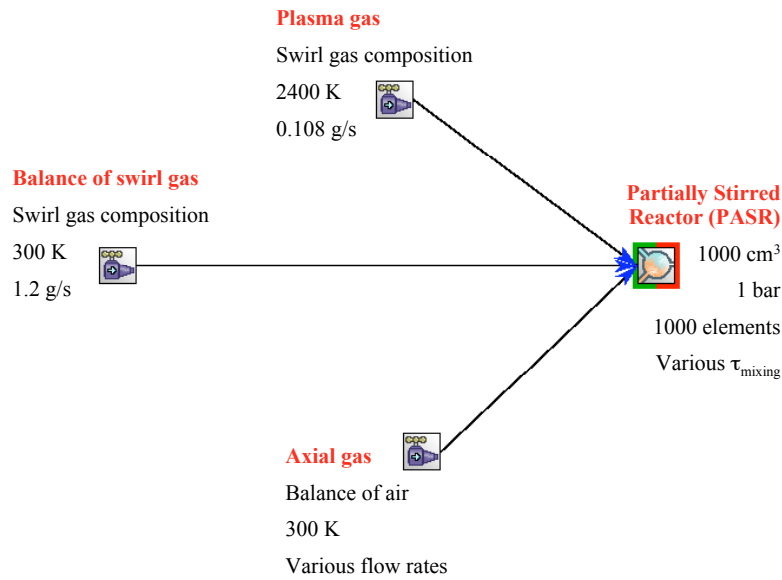 Plasma gas
Swirl gas composition
2400 K
0.108 g/s
Balance of swirl gas
Swirl gas composition
300 K
1.2 g/s
Partially Stirred
Reactor (PASR)
1000 cm³
1 bar
1000 elements
Various τmixing
Axial gas
Balance of air
300 K
Various flow rates